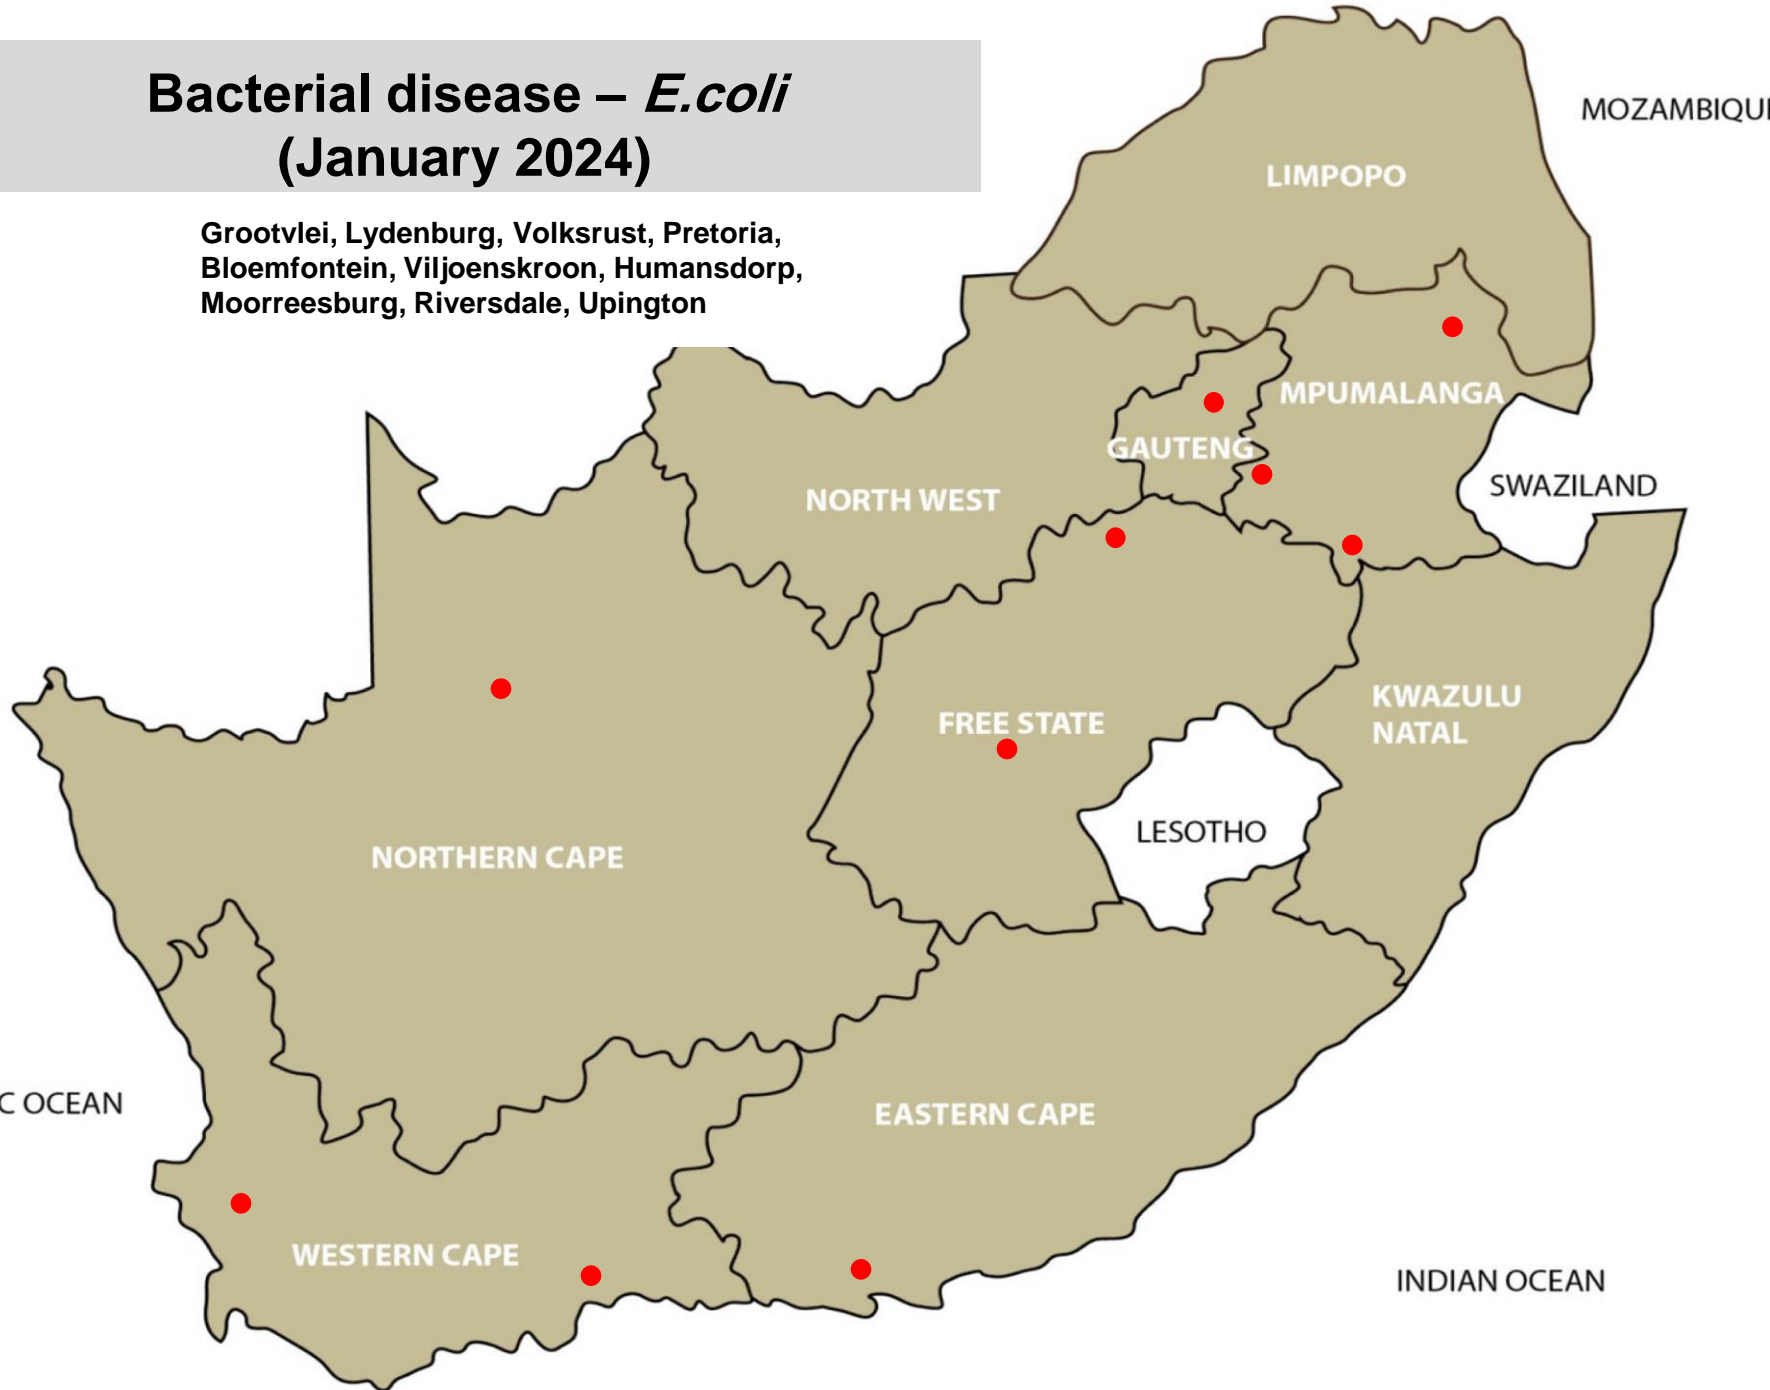 Bacterial disease – E.coli
(January 2024)
Grootvlei, Lydenburg, Volksrust, Pretoria,
Bloemfontein, Viljoenskroon, Humansdorp,
Moorreesburg, Riversdale, Upington
MOZAMBIQU
LIMPOPO
MPUMALANGA
GAUTENG
SWAZILAND
NORTH WEST
KWAZULU
NATAL
FREE STATE
LESOTHO
NORTHERN CAPE
C OCEAN
EASTERN CAPE
WESTERN CAPE
INDIAN OCEAN